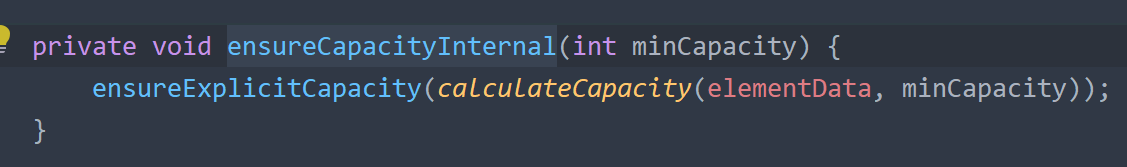 private void ensureCapacityInternal(int minCapacity) {
    ensureExplicitCapacity(calculateCapacity(elementData, minCapacity));
}